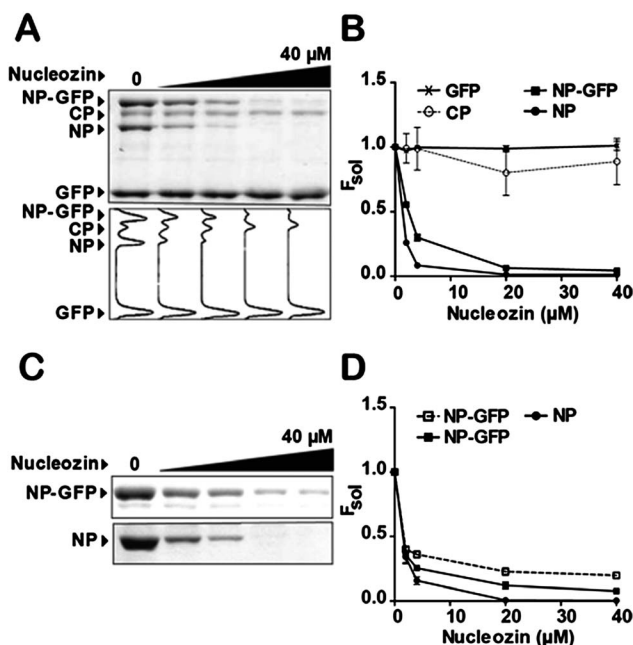 A
40 µM
Nucleozin 0
NP-GFP
CP
NP
GFP
NP-GFP
CP
NP
GFP
B
GFP NP-GFP
CP NP
1.5
1.0
0.5
0.0
Fsol
0 10 20 30 40
Nucleozin (µM)
C
40 µM
Nucleozin 0
NP-GFP
NP
D
NP-GFP NP
NP-GFP
1.5
1.0
0.5
0.0
Fsol
0 10 20 30 40
Nucleozin (µM)